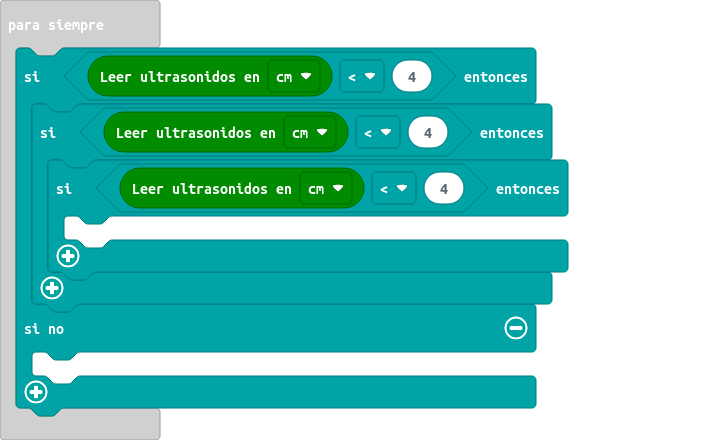 para siempre
si Leer ultrasonidos en cm < 4 entonces
si Leer ultrasonidos en cm < 4 entonces
si Leer ultrasonidos en cm < 4 entonces
si no